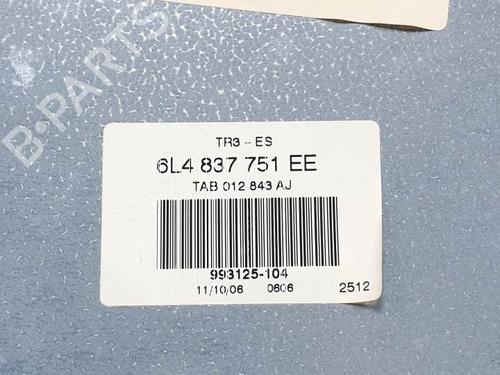 B-PARTS
TR3 - ES
6L4 837 751 EE
TAB 012 843 AJ
993125-104
11/10/06 0606 2512